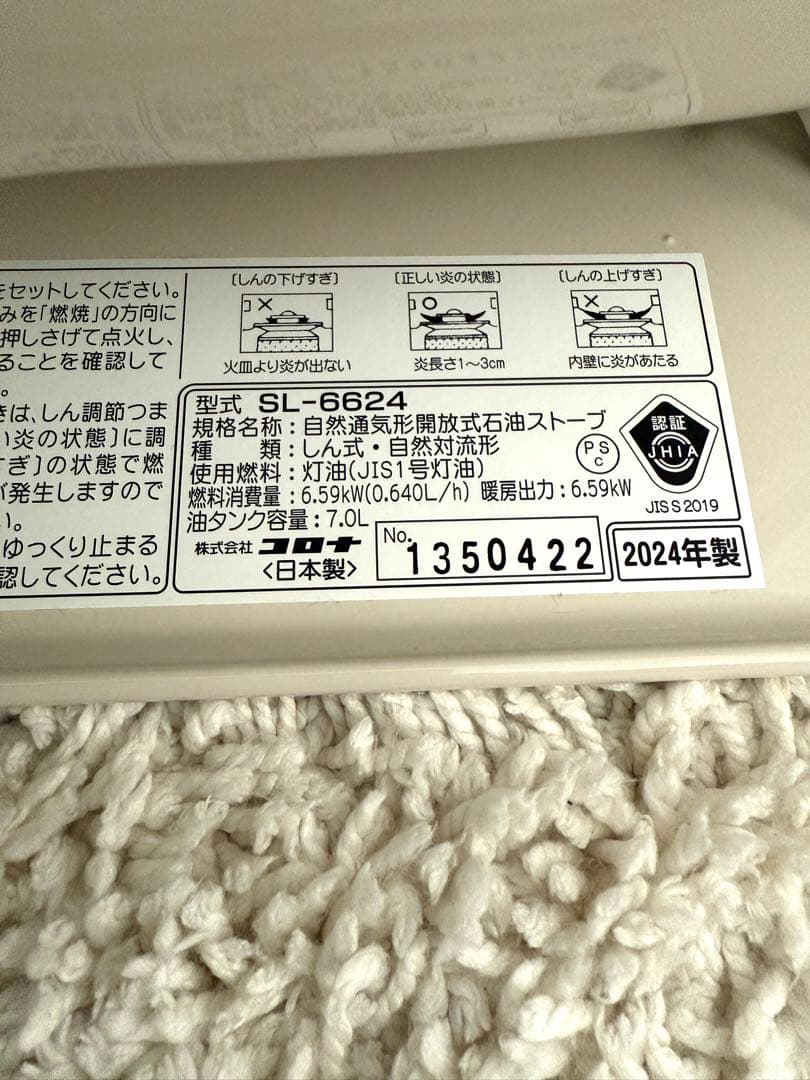 をセットしてください。
みを「燃焼」の方向に
押しさげて点火し、
ることを確認して
。
きは、しん調節つま
い炎の状態〕に調
すぎ〕の状態で燃
が発生しますので
い。
ゆっくり止まる
認してください。
〔しんの下げすぎ〕
火皿より炎が出ない
〔正しい炎の状態〕
炎長さ1～3cm
〔しんの上げすぎ〕
内壁に炎があたる
型式 SL-6624
規格名称：自然通気形開放式石油ストーブ
種　類：しん式・自然対流形
使用燃料：灯油(JIS1号灯油)
燃料消費量：6.59kW(0.640L/h) 暖房出力：6.59kW
油タンク容量：7.0L
株式会社 コロナ
<日本製>
No. 1350422
2024年製
PS
C
認証
JHIA
JIS S 2019